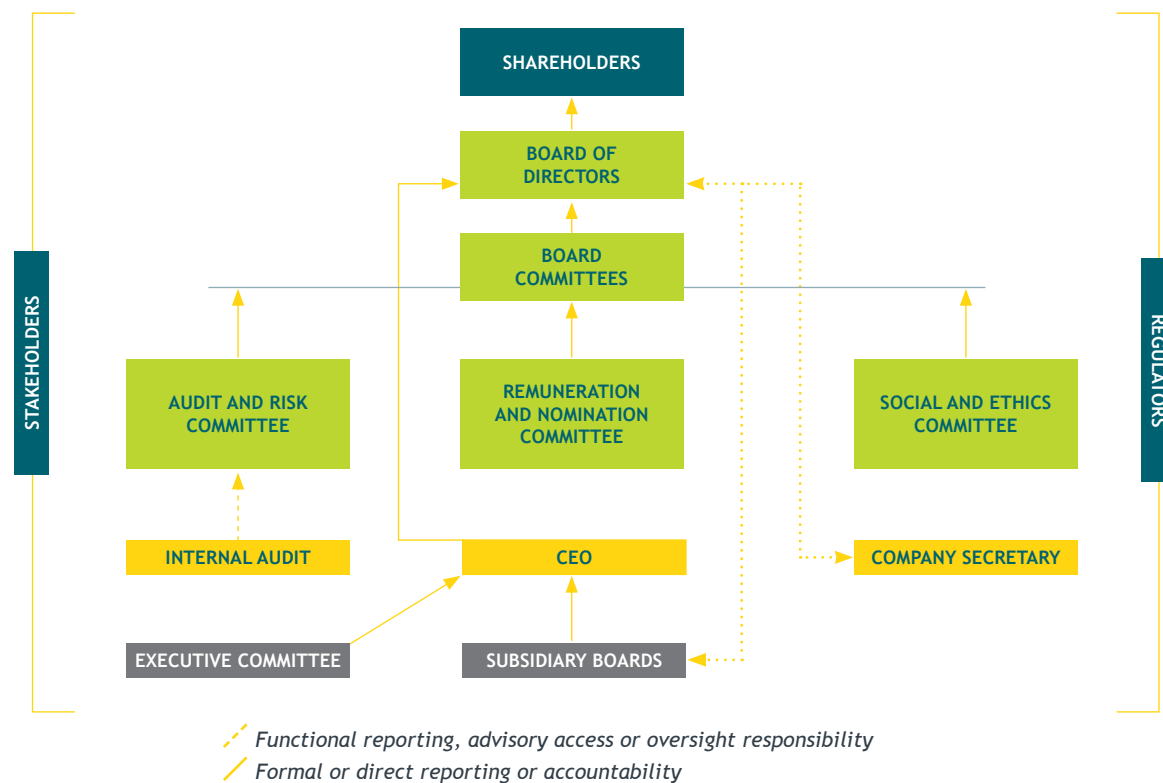 SHAREHOLDERS
BOARD OF
DIRECTORS
BOARD
COMMITTEES
STAKEHOLDERS
REGULATORS
AUDIT AND RISK
COMMITTEE
REMUNERATION
AND NOMINATION
COMMITTEE
SOCIAL AND ETHICS
COMMITTEE
INTERNAL AUDIT
CEO
COMPANY SECRETARY
EXECUTIVE COMMITTEE
SUBSIDIARY BOARDS
Functional reporting, advisory access or oversight responsibility
Formal or direct reporting or accountability